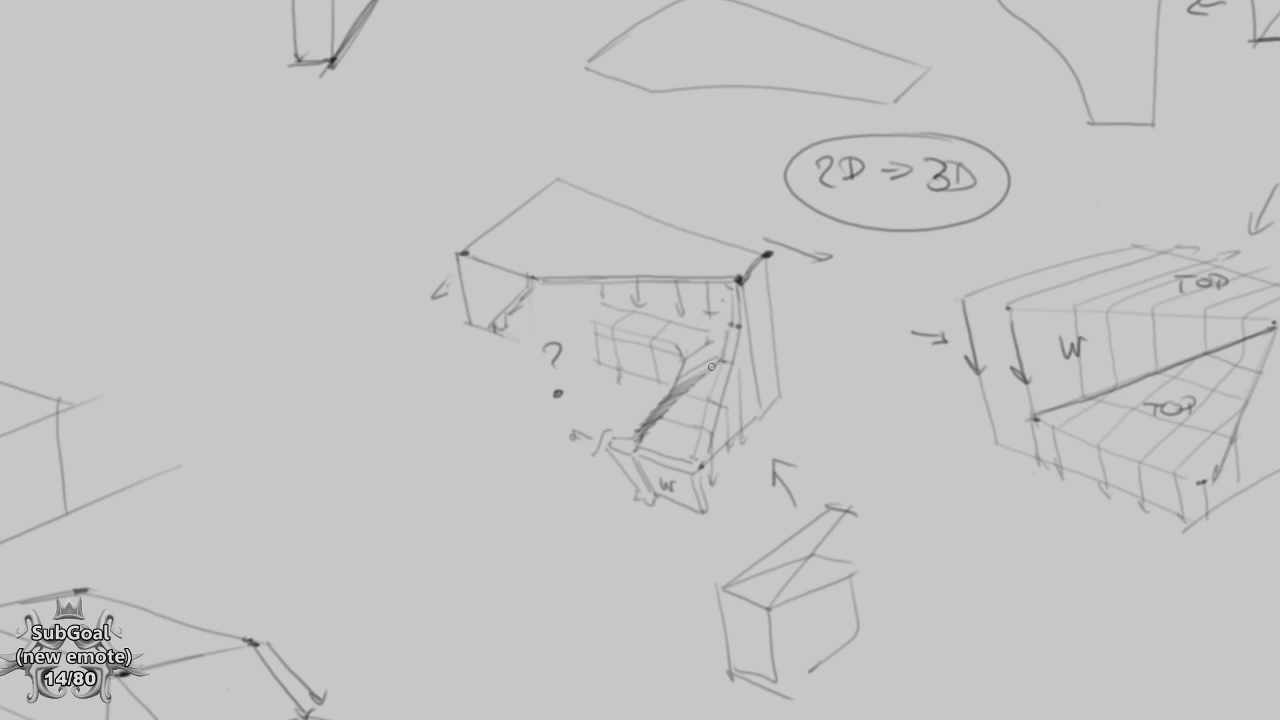 2D → 3D
TOP
W
?
TOP
W
SubGoal
(new emote)
14/80